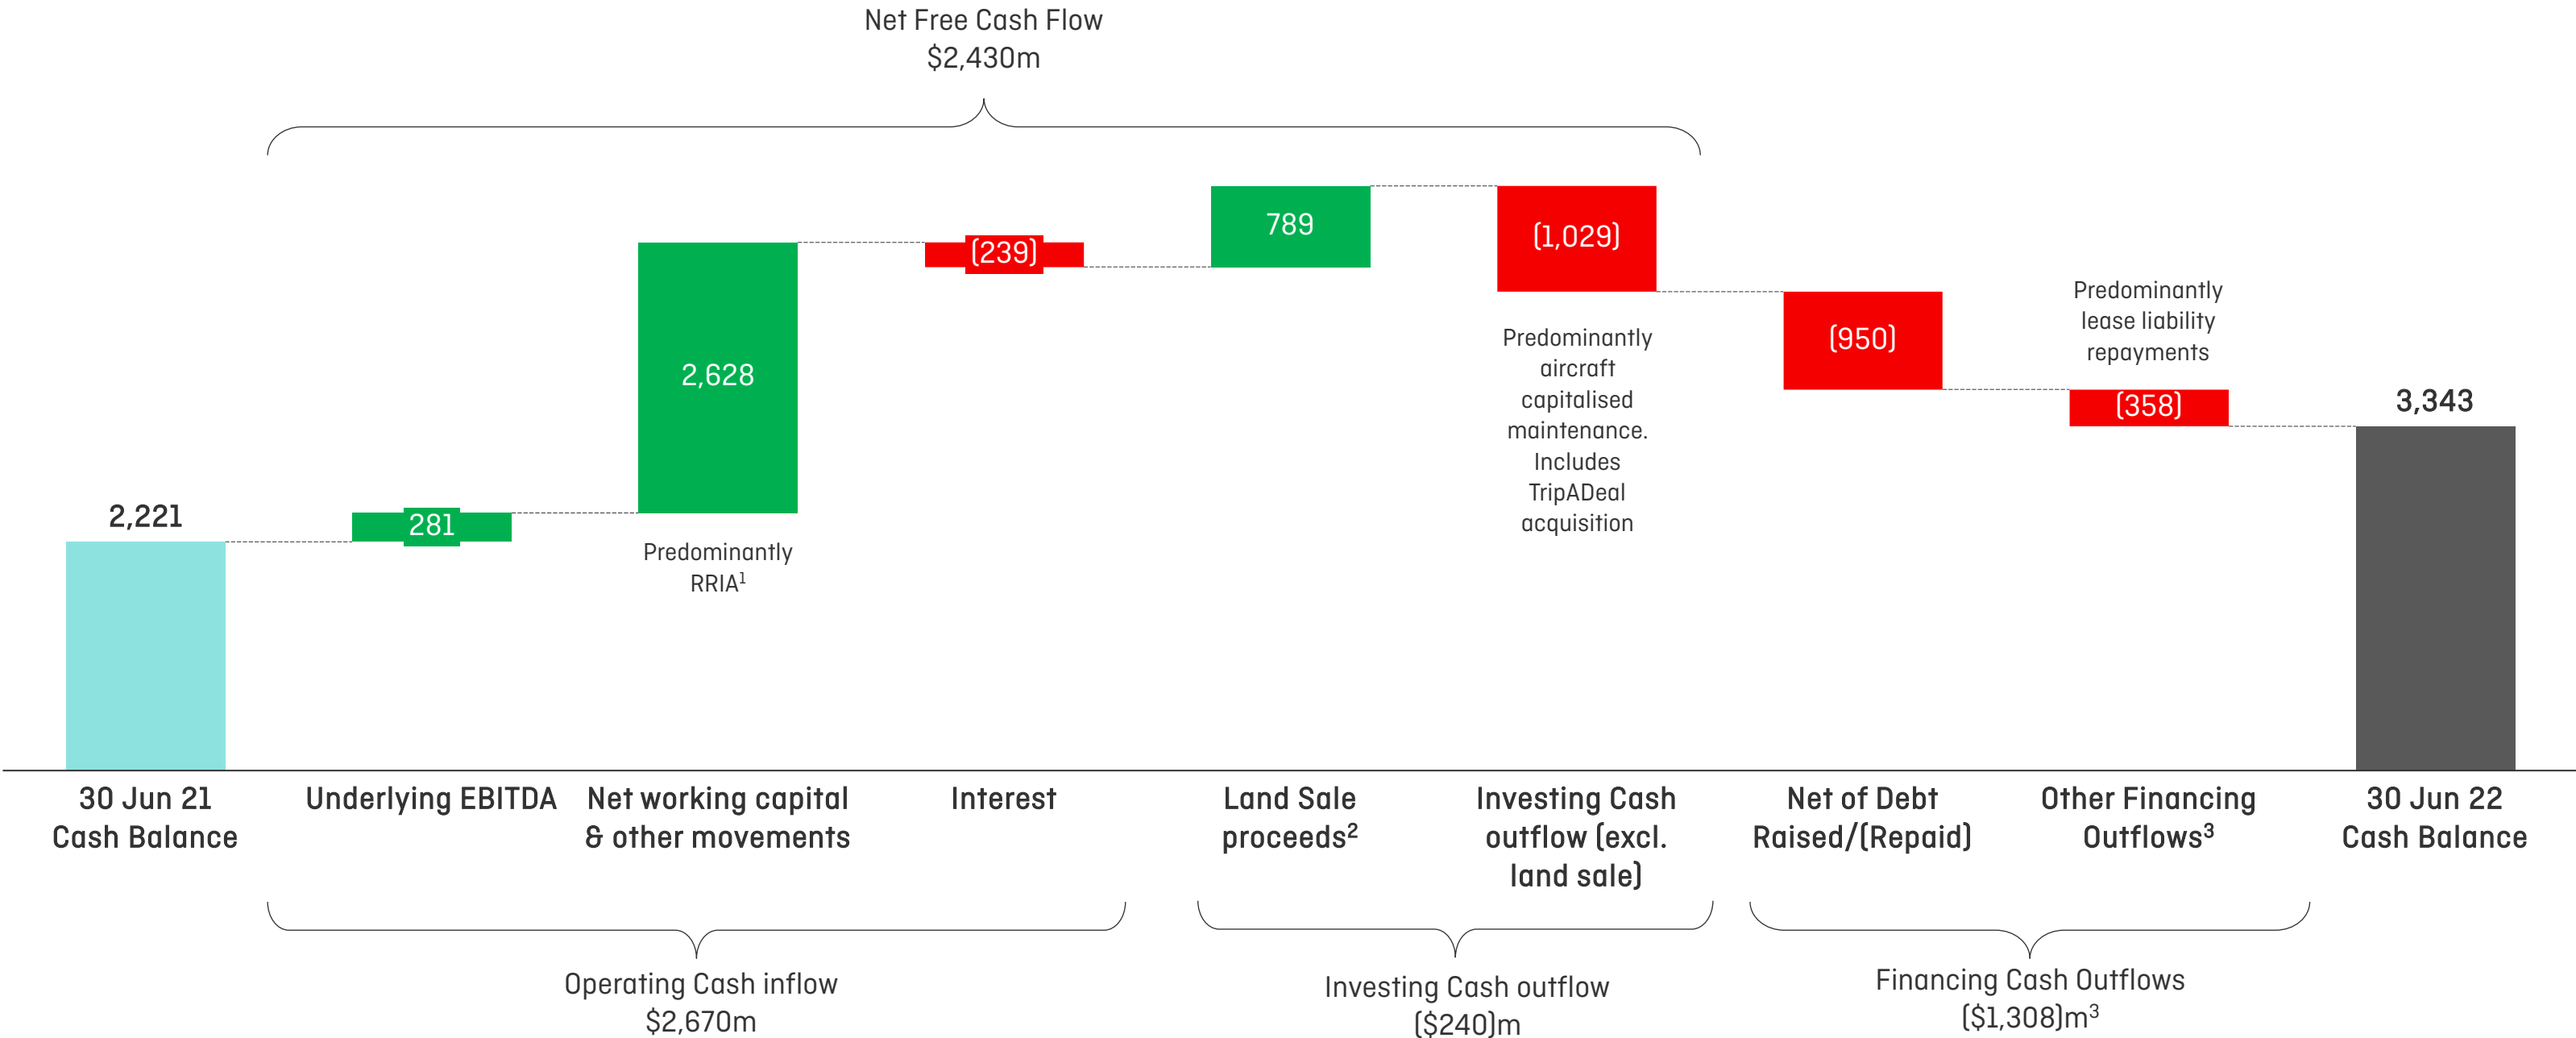 Net Free Cash Flow
$2,430m
2,221
281
2,628
Predominantly
RRIA¹
(239)
789
(1,029)
Predominantly
aircraft
capitalised
maintenance.
Includes
TripADeal
acquisition
(950)
Predominantly
lease liability
repayments
(358)
3,343
30 Jun 21
Cash Balance
Underlying EBITDA
Net working capital
& other movements
Interest
Land Sale
proceeds²
Investing Cash
outflow (excl.
land sale)
Net of Debt
Raised/(Repaid)
Other Financing
Outflows³
30 Jun 22
Cash Balance
Operating Cash inflow
$2,670m
Investing Cash outflow
($240)m
Financing Cash Outflows
($1,308)m³